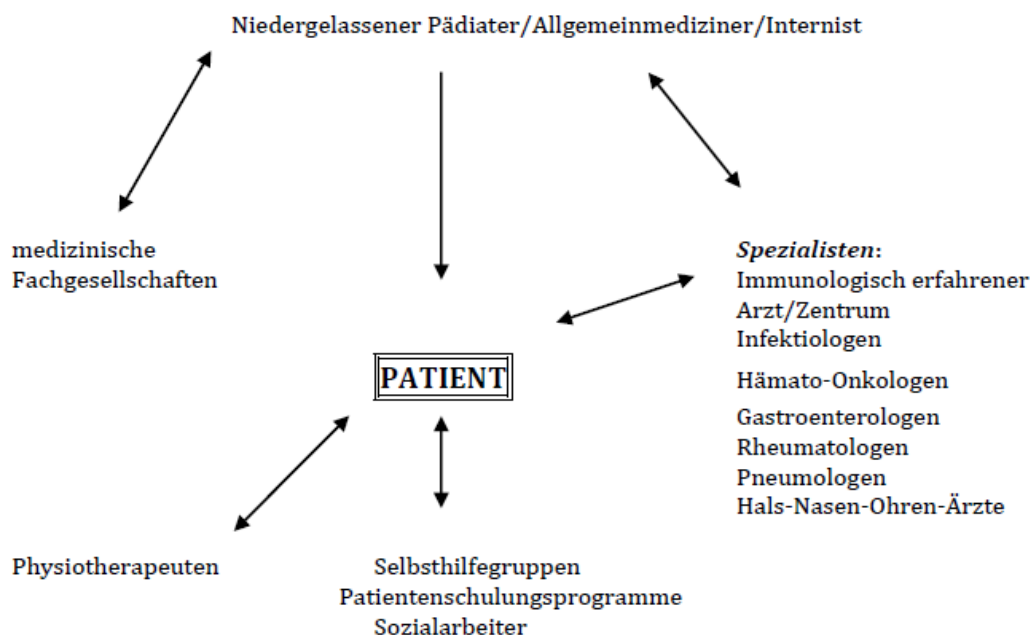 Niedergelassener Pädiater/Allgemeinmediziner/Internist
medizinische
Fachgesellschaften
Spezialisten:
Immunologisch erfahrener
Arzt/Zentrum
Infektiologen
Hämato-Onkologen
Gastroenterologen
Rheumatologen
Pneumologen
Hals-Nasen-Ohren-Ärzte
PATIENT
Physiotherapeuten
Selbsthilfegruppen
Patientenschulungsprogramme
Sozialarbeiter